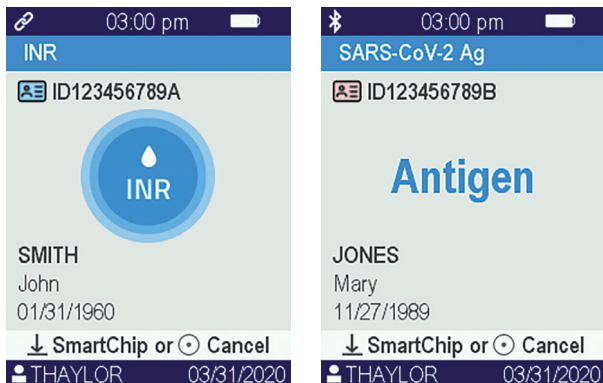 03:00 pm
INR
ID123456789A
INR
SMITH
John
01/31/1960
SmartChip or Cancel
THAYLOR 03/31/2020
03:00 pm
SARS-CoV-2 Ag
ID123456789B
Antigen
JONES
Mary
11/27/1989
SmartChip or Cancel
THAYLOR 03/31/2020